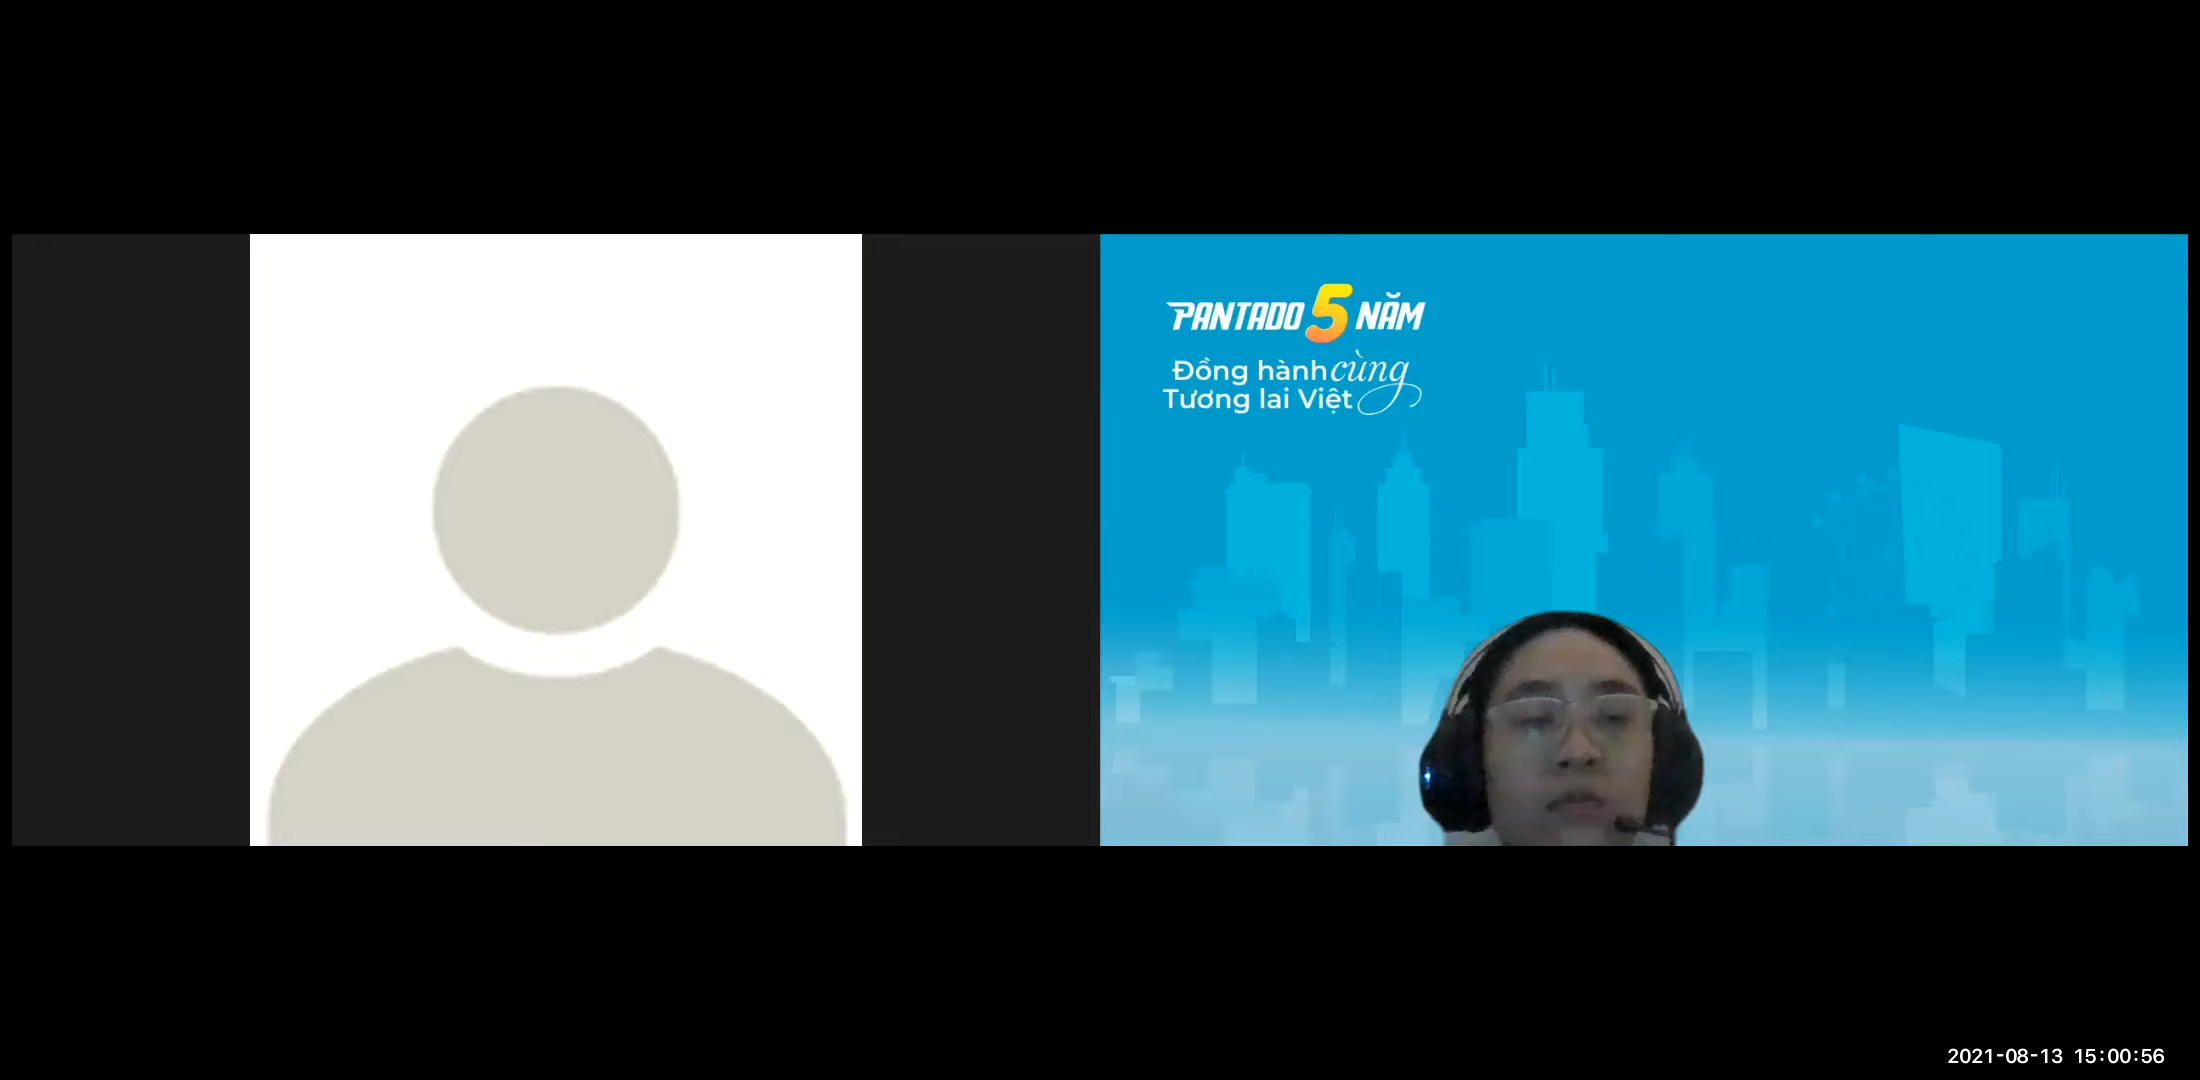 PANTADO 5 NĂM
Đồng hành cùng
Tương lai Việt
2021-08-13 15:00:56